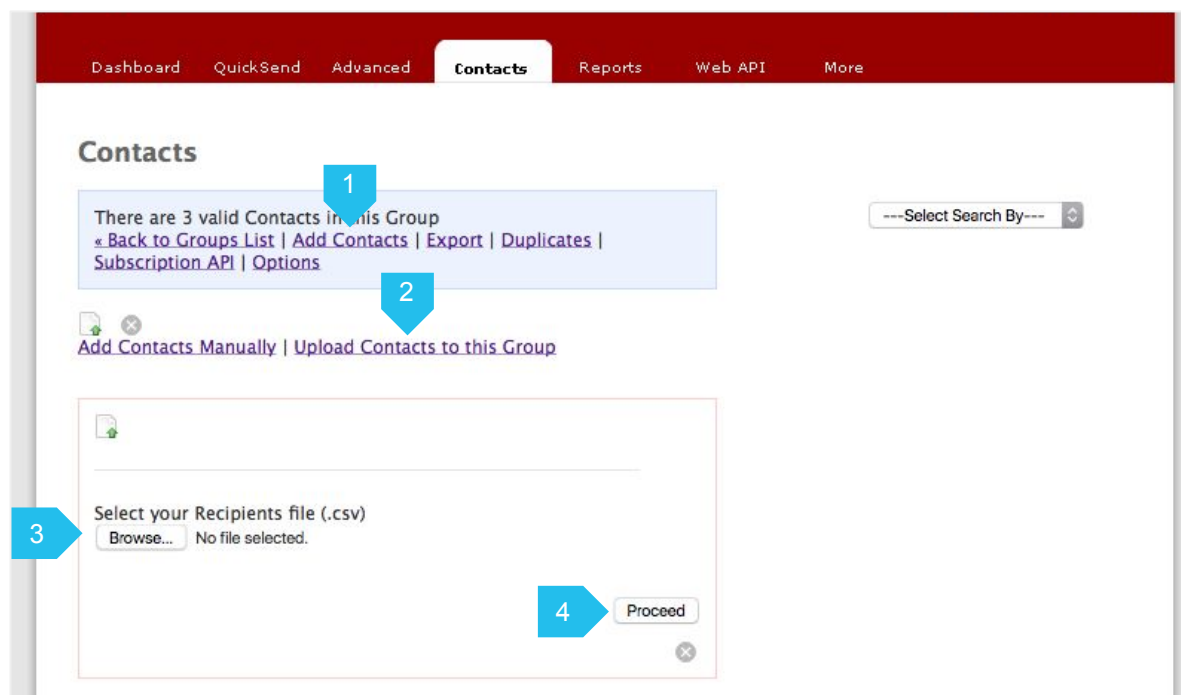 Dashboard QuickSend Advanced Contacts Reports Web API More
Contacts
1
There are 3 valid Contacts in this Group
« Back to Groups List | Add Contacts | Export | Duplicates |
Subscription API | Options
---Select Search By---
2
Add Contacts Manually | Upload Contacts to this Group
Select your Recipients file (.csv)
3
Browse... No file selected.
4
Proceed